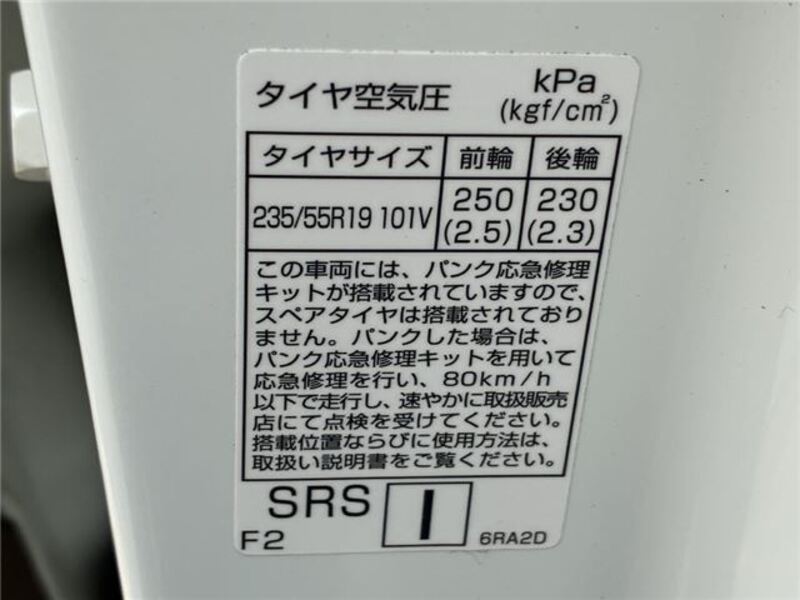 タイヤ空気圧 kPa
(kgf/cm²)
タイヤサイズ 前輪 後輪
235/55R19 101V 250 230
(2.5) (2.3)
この車両には、パンク応急修理
キットが搭載されていますので、
スペアタイヤは搭載されており
ません。パンクした場合は、
パンク応急修理キットを用いて
応急修理を行い、80km/h
以下で走行し、速やかに取扱販売
店にて点検を受けてください。
搭載位置ならびに使用方法は、
取扱い説明書をご覧ください。
SRS I
F2 6RA2D